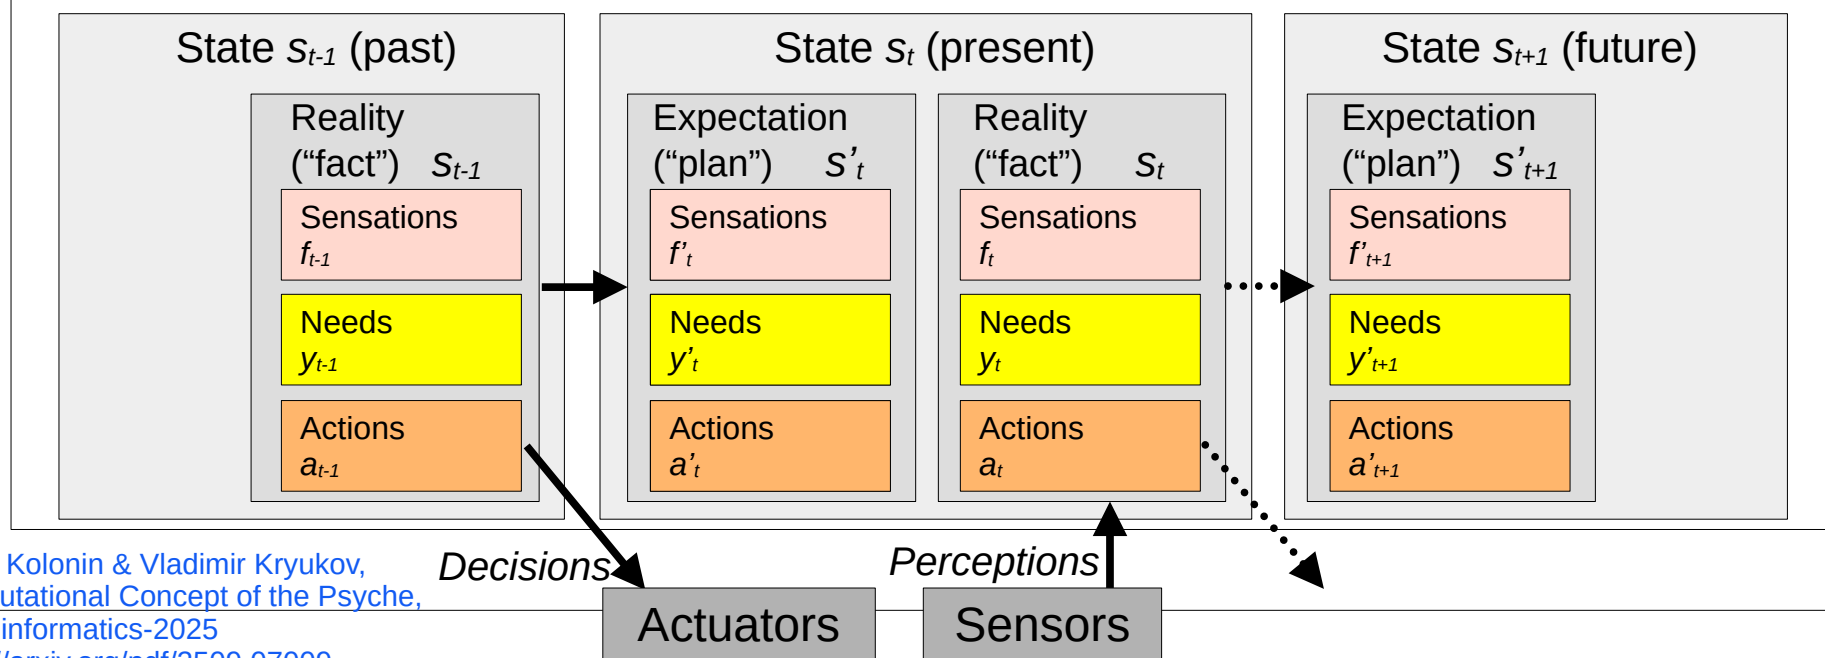 State st-1 (past)
State st (present)
State st+1 (future)
Reality
(“fact”) st-1
Sensations
ft-1
Needs
yt-1
Actions
at-1
Expectation
(“plan”) s’t
Sensations
f’t
Needs
y’t
Actions
a’t
Reality
(“fact”) st
Sensations
ft
Needs
yt
Actions
at
Expectation
(“plan”) s’t+1
Sensations
f’t+1
Needs
y’t+1
Actions
a’t+1
Decisions
Perceptions
Actuators
Sensors
Kolonin & Vladimir Kryukov,
utational Concept of the Psyche,
informatics-2025